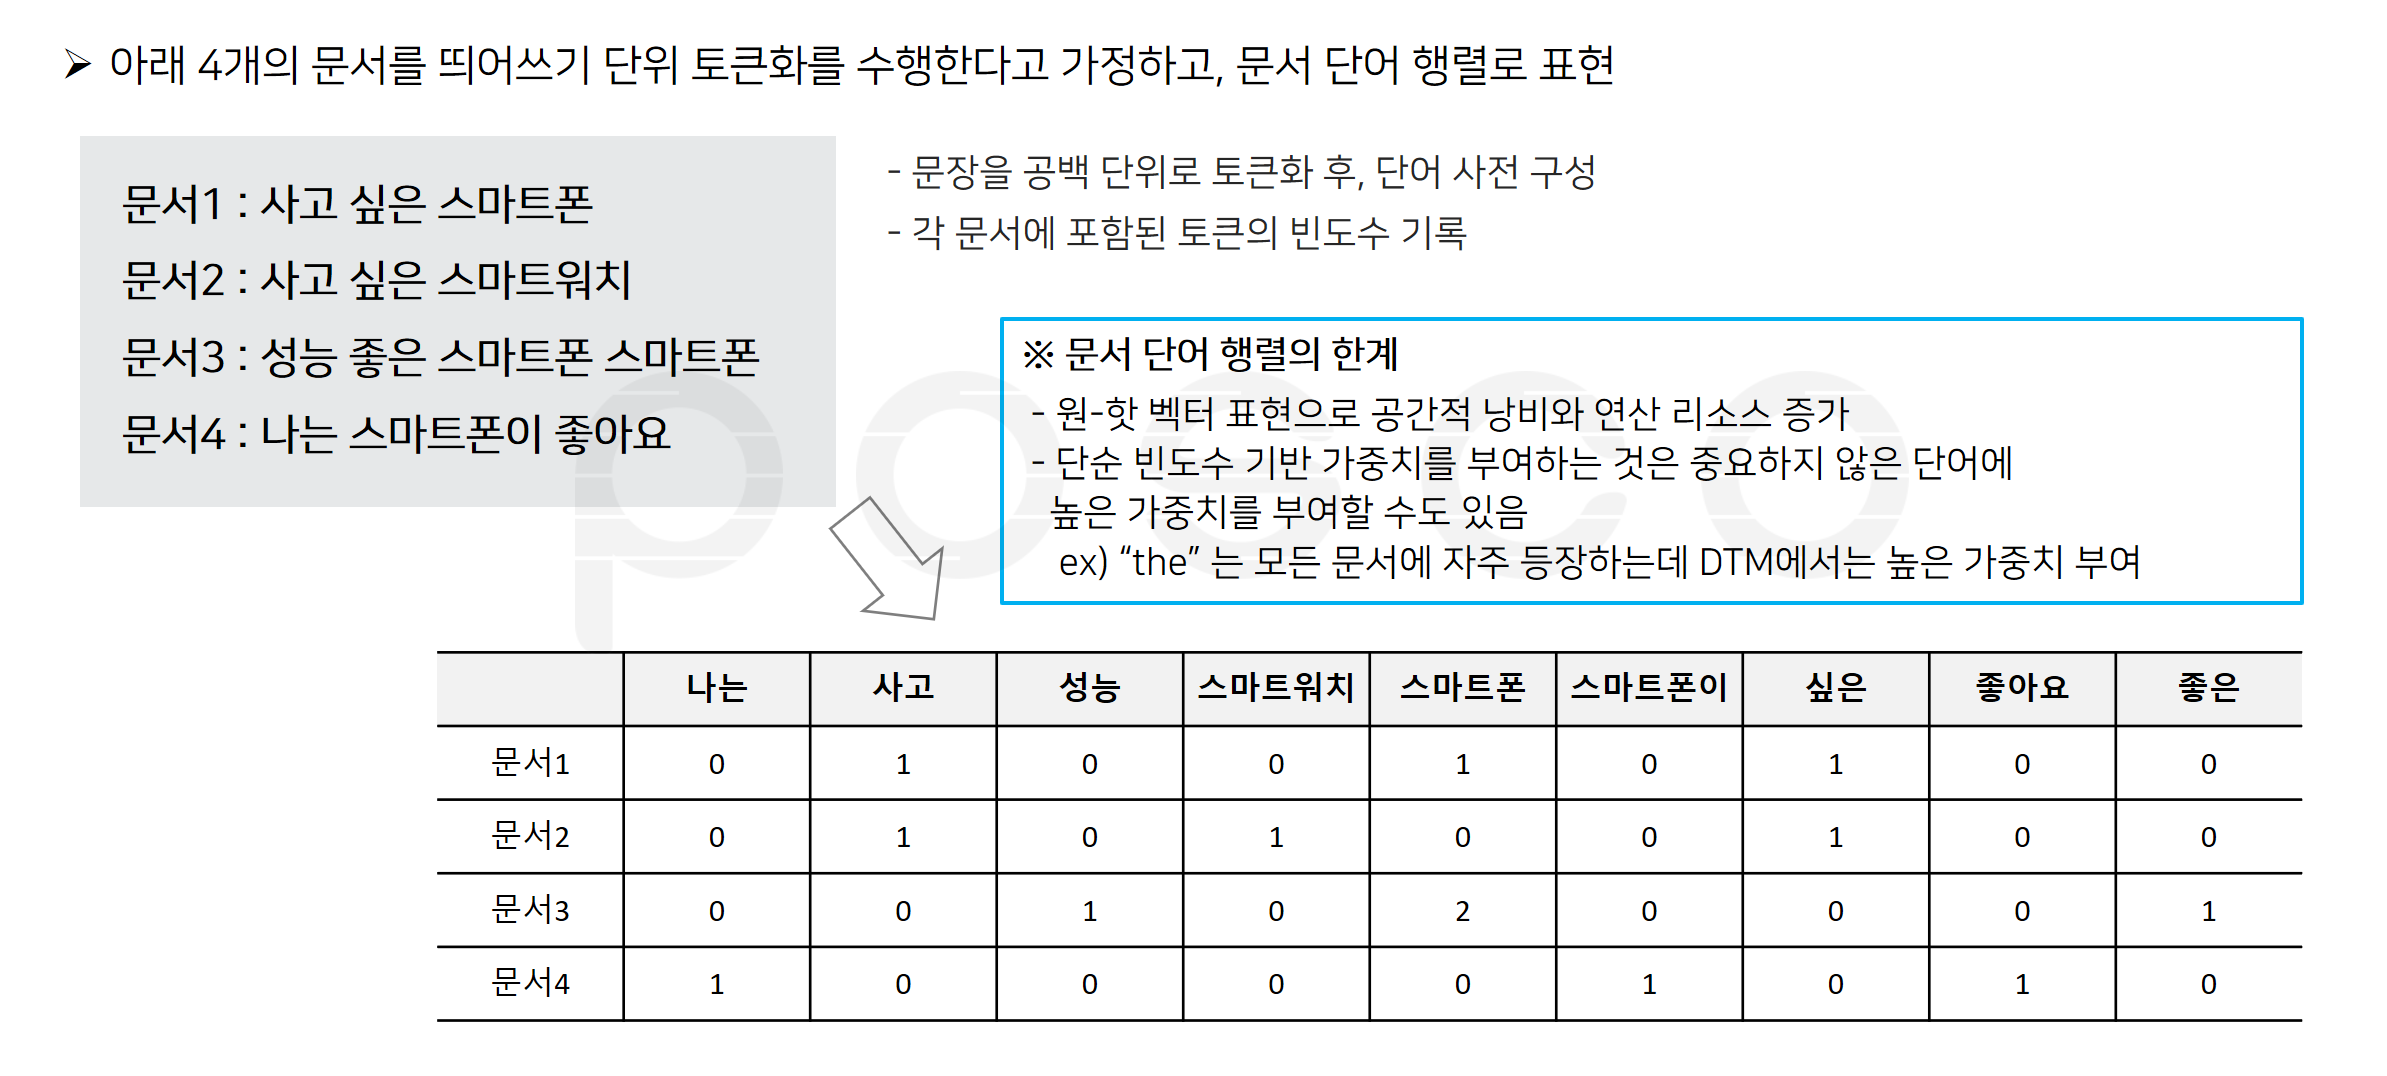 ➢ 아래 4개의 문서를 띄어쓰기 단위 토큰화를 수행한다고 가정하고, 문서 단어 행렬로 표현
문서1 : 사고 싶은 스마트폰
문서2 : 사고 싶은 스마트워치
문서3 : 성능 좋은 스마트폰 스마트폰
문서4 : 나는 스마트폰이 좋아요
- 문장을 공백 단위로 토큰화 후, 단어 사전 구성
- 각 문서에 포함된 토큰의 빈도수 기록
※ 문서 단어 행렬의 한계
- 원-핫 벡터 표현으로 공간적 낭비와 연산 리소스 증가
- 단순 빈도수 기반 가중치를 부여하는 것은 중요하지 않은 단어에
높은 가중치를 부여할 수도 있음
ex) “the” 는 모든 문서에 자주 등장하는데 DTM에서는 높은 가중치 부여
posco
나는 사고 성능 스마트워치 스마트폰 스마트폰이 싶은 좋아요 좋은
문서1 0 1 0 0 1 0 1 0 0
문서2 0 1 0 1 0 0 1 0 0
문서3 0 0 1 0 2 0 0 0 1
문서4 1 0 0 0 0 1 0 1 0